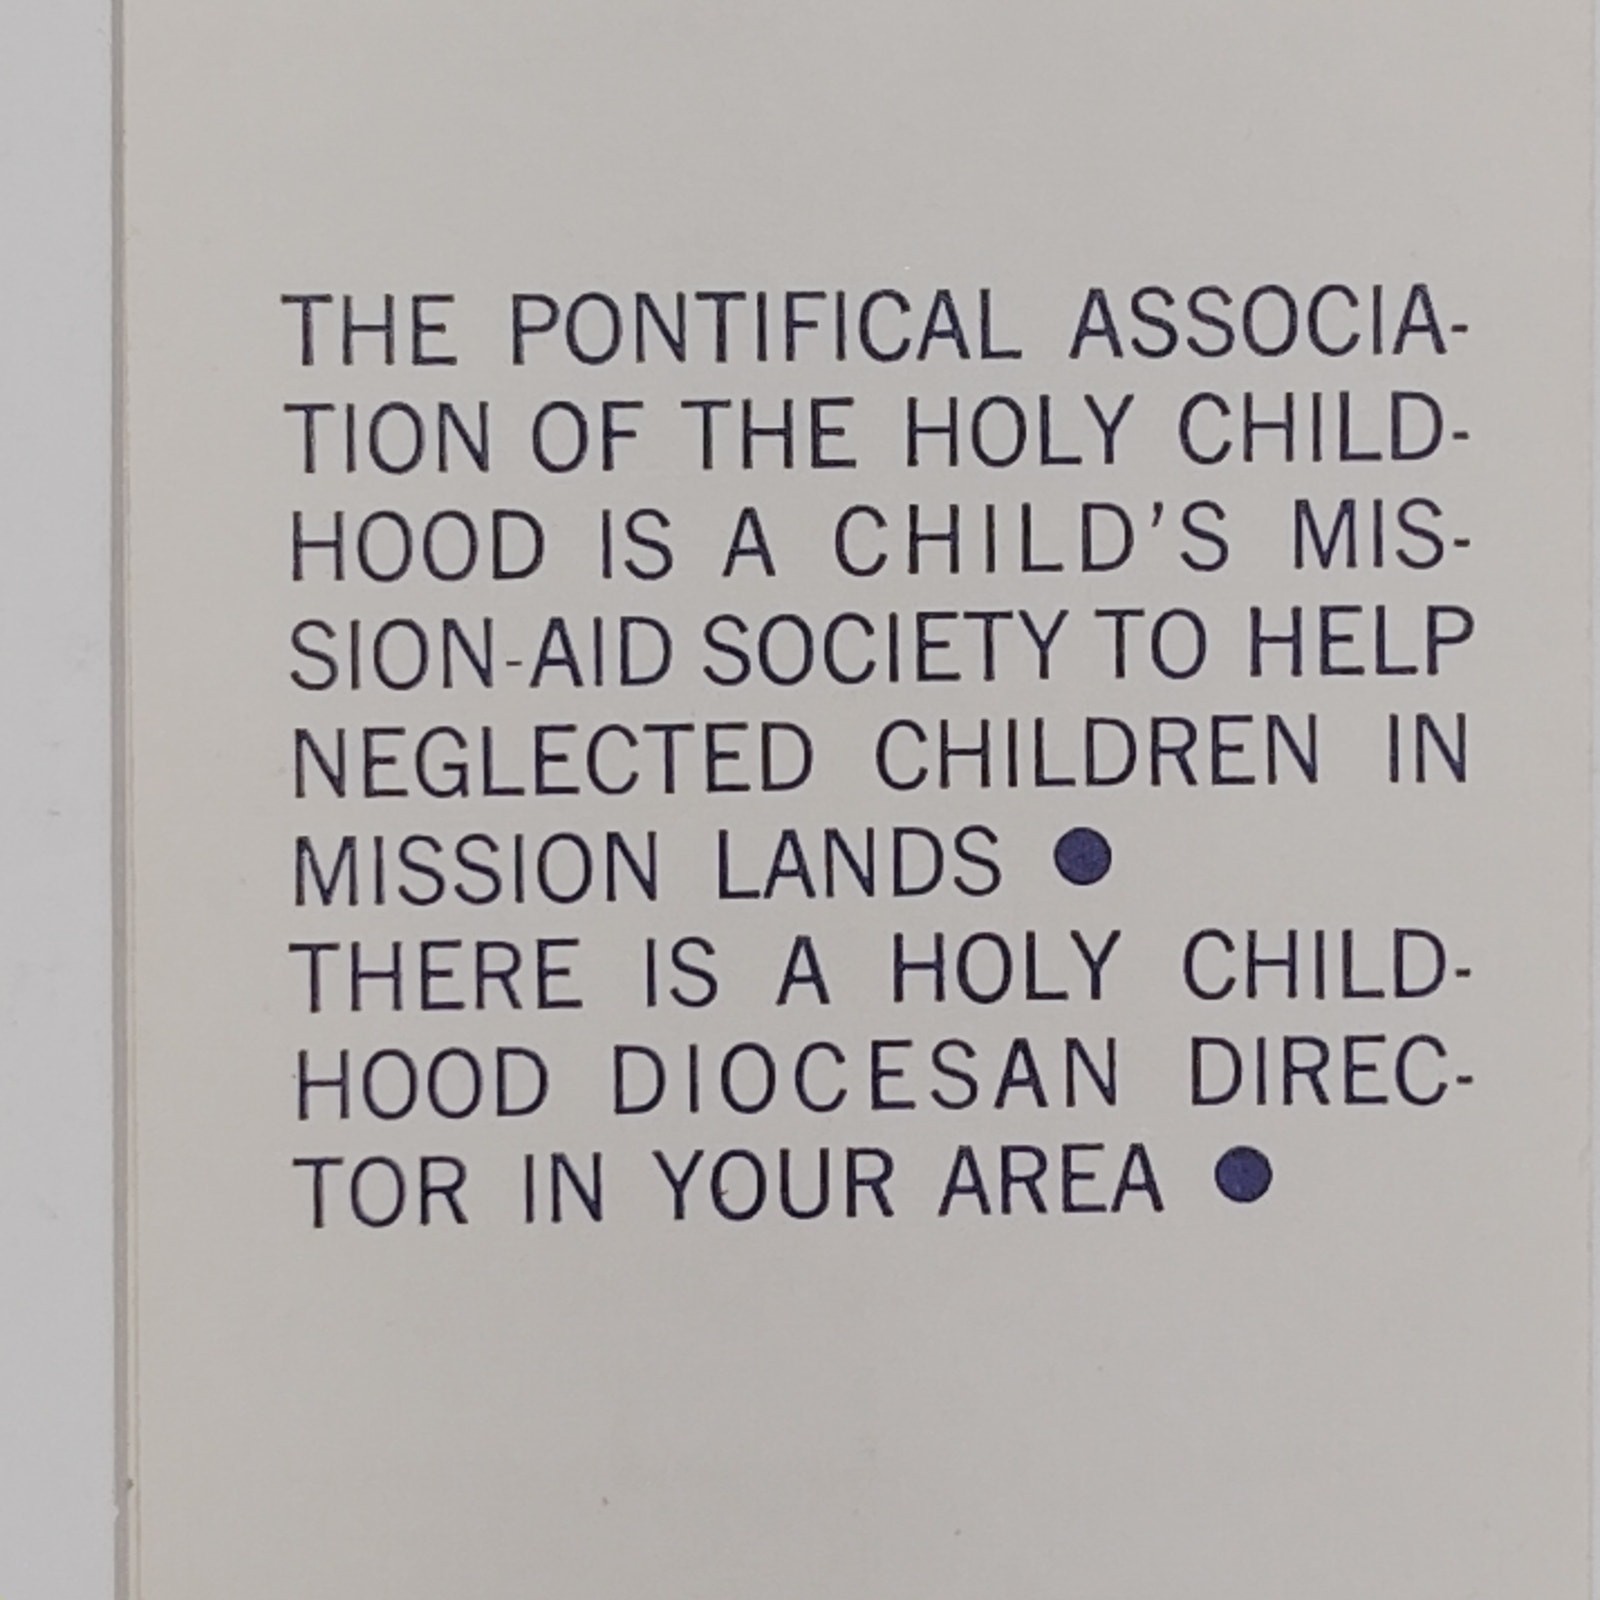 THE PONTIFICAL ASSOCIA-
TION OF THE HOLY CHILD-
HOOD IS A CHILD'S MIS-
SION-AID SOCIETY TO HELP
NEGLECTED CHILDREN IN
MISSION LANDS ●
THERE IS A HOLY CHILD-
HOOD DIOCESAN DIREC-
TOR IN YOUR AREA ●